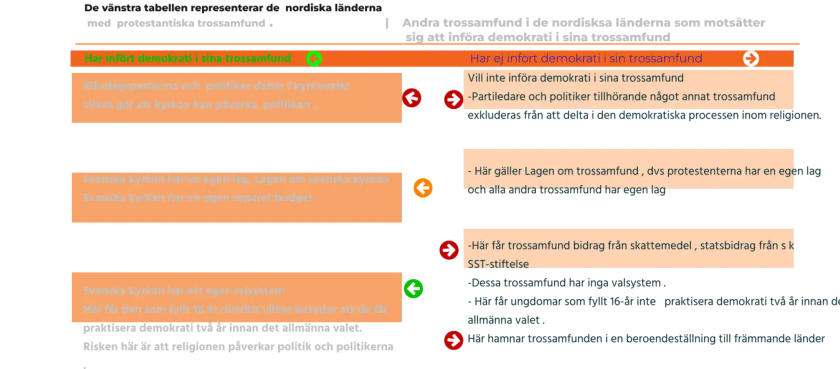 De vänstra tabellen representerar de nordiska länderna
med protestantiska trossamfund .
| Andra trossamfund i de nordisksa länderna som motsätter
sig att införa demokrati i sina trossamfund
Har infört demokrati i sina trossamfund
Har ej infört demokrati i sin trossamfund
Riksdagspartierna och politiker deltar i kyrkovalet
vilket gör att kyrkan kan påverka politiken .
Vill inte införa demokrati i sina trossamfund
-Partiledare och politiker tillhörande något annat trossamfund
exkluderas från att delta i den demokratiska processen inom religionen.
Svenska kyrkan har en egen lag, Lagen om svenska kyrkan
Svenska kyrkan har en egen separat budget
- Här gäller Lagen om trossamfund , dvs protestenterna har en egen lag
och alla andra trossamfund har egen lag
-Här får trossamfund bidrag från skattemedel , statsbidrag från s k
SST-stiftelse
-Dessa trossamfund har inga valsystem .
- Här får ungdomar som fyllt 16-år inte praktisera demokrati två år innan de
allmänna valet .
Här hamnar trossamfunden i en beroendeställning till främmande länder
Svenska kyrkan har ett eget valsystem
Här får den som fyllt 16 år rösträtt vilket betyder att de får
praktisera demokrati två år innan det allmänna valet.
Risken här är att religionen påverkar politik och politikerna
.